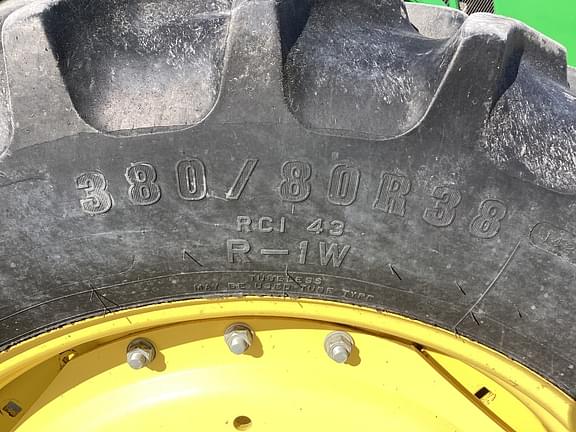 380/80R38
RCI 43
R-1W
TUBELESS
MAY BE USED TUBE TYPE